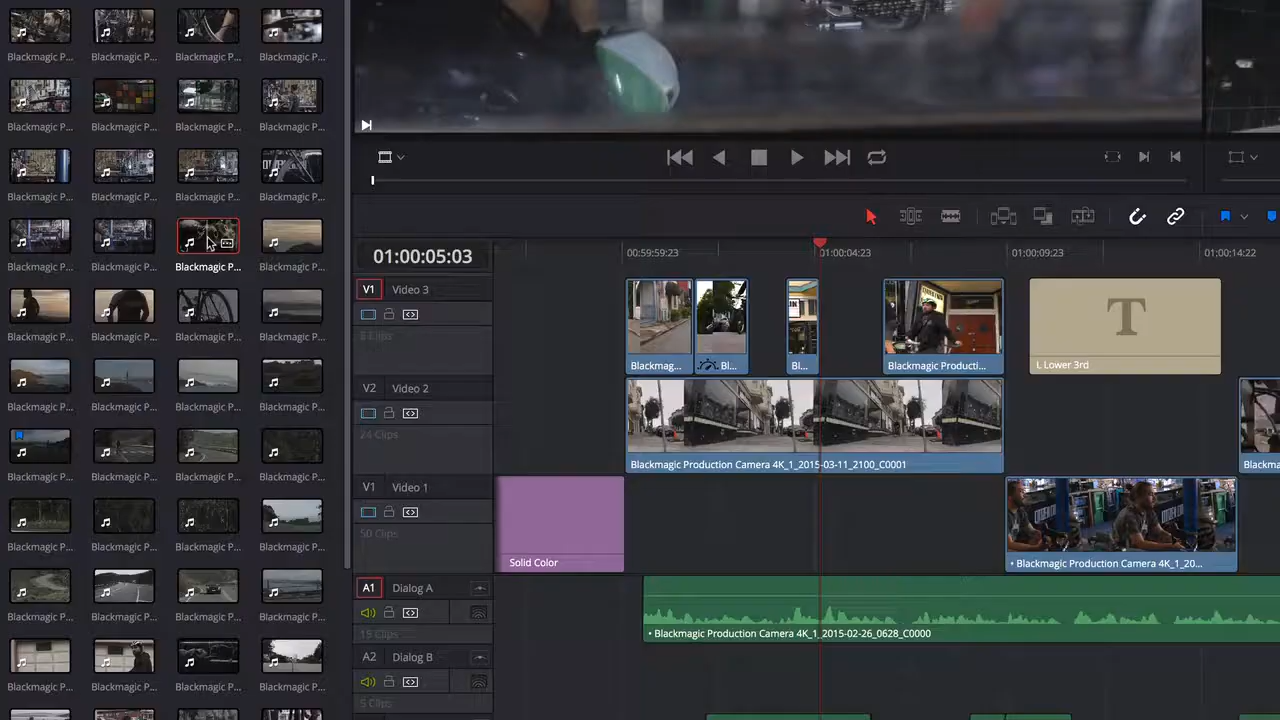 Blackmagic P... Blackmagic P... Blackmagic P... Blackmagic P...
Blackmagic P... Blackmagic P... Blackmagic P... Blackmagic P...
Blackmagic P... Blackmagic P... Blackmagic P... Blackmagic P...
Blackmagic P... Blackmagic P... Blackmagic P... Blackmagic P...
Blackmagic P... Blackmagic P... Blackmagic P... Blackmagic P...
Blackmagic P... Blackmagic P... Blackmagic P... Blackmagic P...
Blackmagic P... Blackmagic P... Blackmagic P... Blackmagic P...
Blackmagic P... Blackmagic P... Blackmagic P... Blackmagic P...
Blackmagic P... Blackmagic P... Blackmagic P... Blackmagic P...
Blackmagic P... Blackmagic P... Blackmagic P... Blackmagic P...
01:00:05:03
00:59:59:23 01:00:04:23 01:00:09:23 01:00:14:22
V1 Video 3
8 Clips
Blackmag... Bl... Bl... Blackmagic Producti...
T
L Lower 3rd
V2 Video 2
24 Clips
Blackmagic Production Camera 4K_1_2015-03-11_2100_C0001
Blackma
V1 Video 1
50 Clips
Solid Color
• Blackmagic Production Camera 4K_1_20...
A1 Dialog A
15 Clips
• Blackmagic Production Camera 4K_1_2015-02-26_0628_C0000
A2 Dialog B
5 Clips